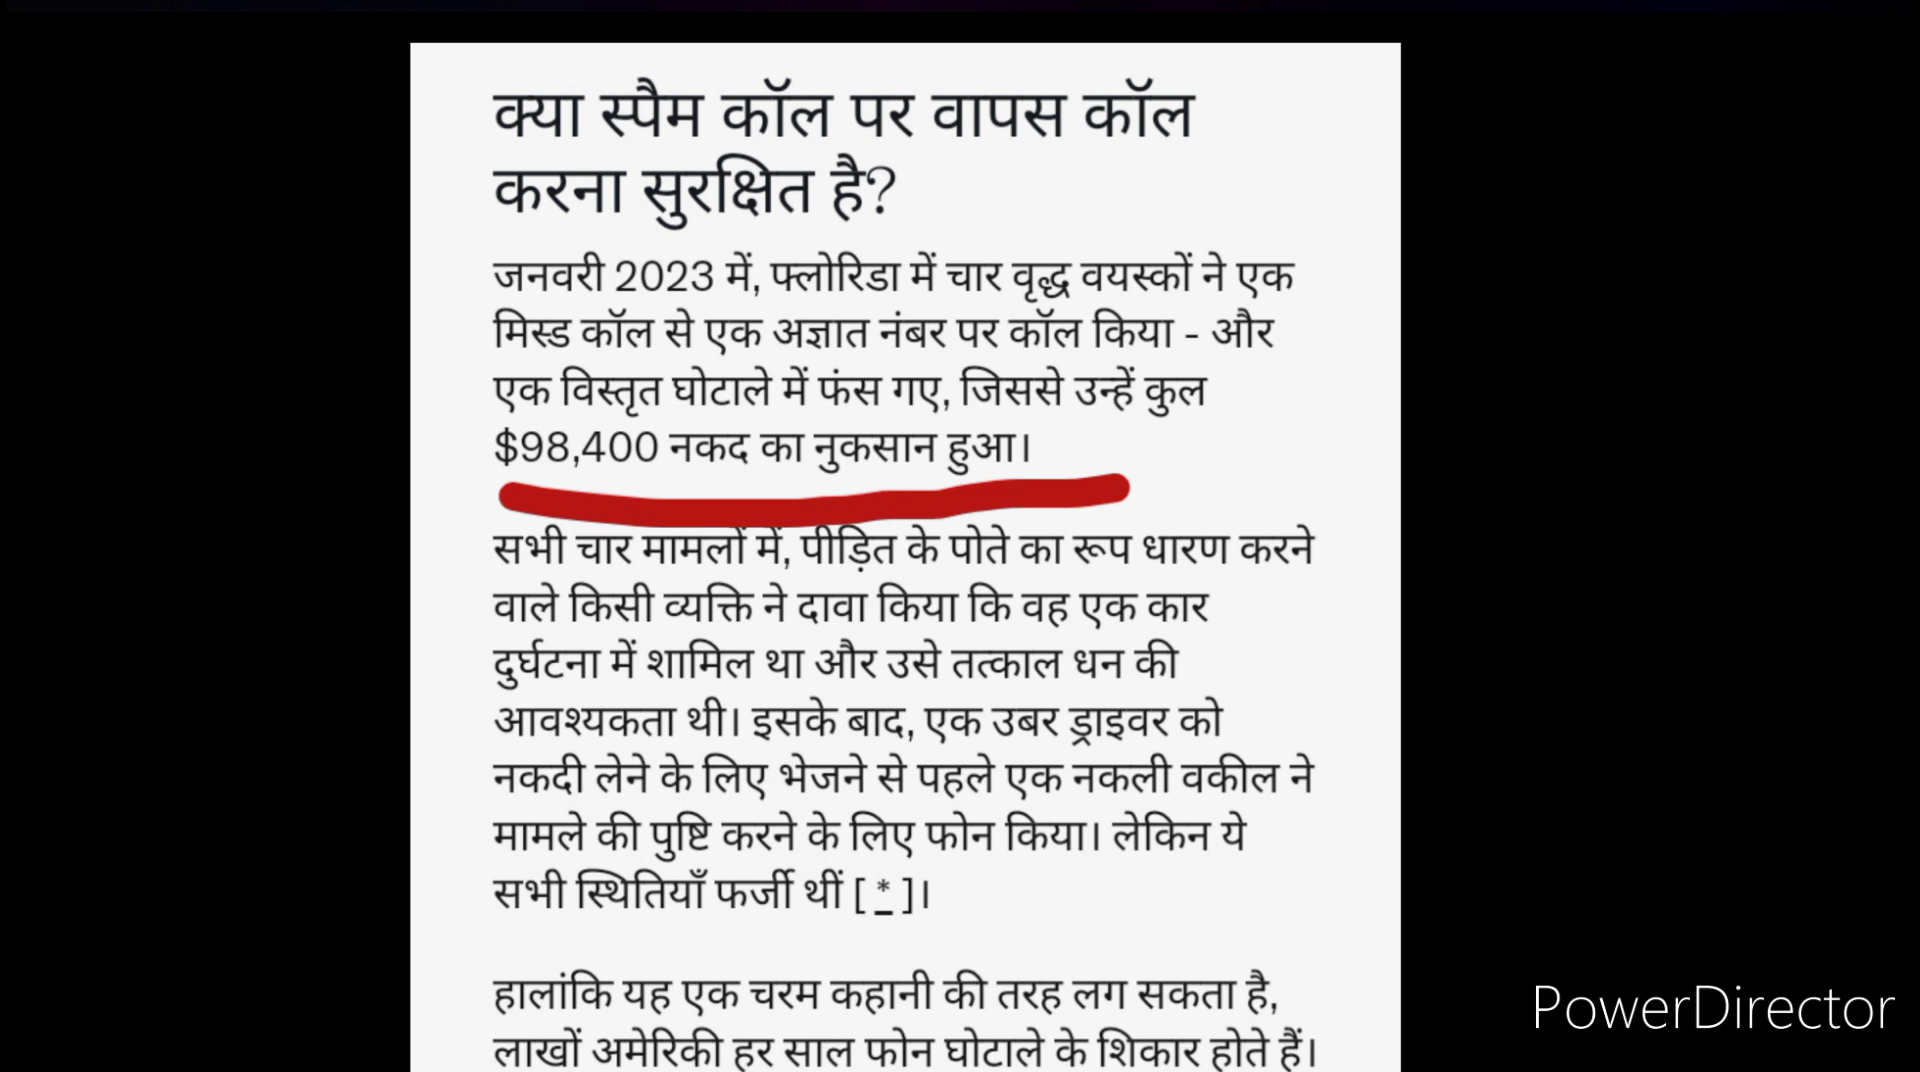 क्या स्पैम कॉल पर वापस कॉल
करना सुरक्षित है?
जनवरी 2023 में, फ्लोरिडा में चार वृद्ध वयस्कों ने एक
मिस्ड कॉल से एक अज्ञात नंबर पर कॉल किया - और
एक विस्तृत घोटाले में फंस गए, जिससे उन्हें कुल
$98,400 नकद का नुकसान हुआ।
सभी चार मामलों में, पीड़ित के पोते का रूप धारण करने
वाले किसी व्यक्ति ने दावा किया कि वह एक कार
दुर्घटना में शामिल था और उसे तत्काल धन की
आवश्यकता थी। इसके बाद, एक उबर ड्राइवर को
नकदी लेने के लिए भेजने से पहले एक नकली वकील ने
मामले की पुष्टि करने के लिए फोन किया। लेकिन ये
सभी स्थितियाँ फर्जी थीं [ * ]।
हालांकि यह एक चरम कहानी की तरह लग सकता है,
लाखों अमेरिकी हर साल फोन घोटाले के शिकार होते हैं।
PowerDirector